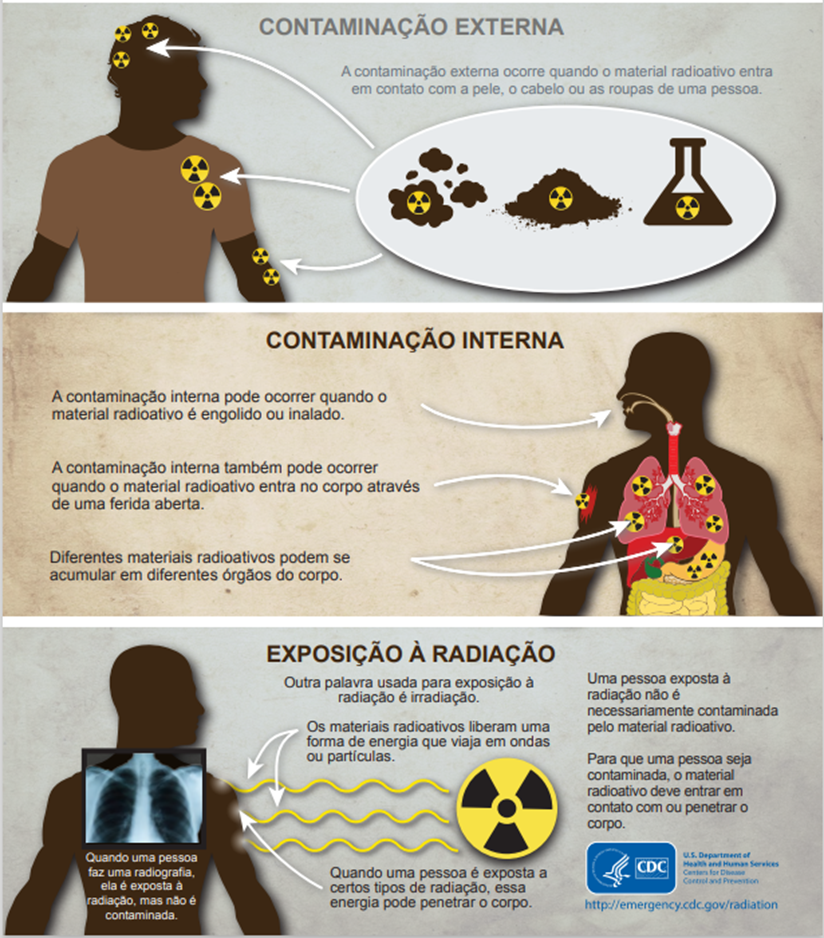 CONTAMINAÇÃO EXTERNA
A contaminação externa ocorre quando o material radioativo entra
em contato com a pele, o cabelo ou as roupas de uma pessoa.
CONTAMINAÇÃO INTERNA
A contaminação interna pode ocorrer quando o
material radioativo é engolido ou inalado.
A contaminação interna também pode ocorrer
quando o material radioativo entra no corpo através
de uma ferida aberta.
Diferentes materiais radioativos podem se
acumular em diferentes órgãos do corpo.
EXPOSIÇÃO À RADIAÇÃO
Outra palavra usada para exposição à
radiação é irradiação.
Os materiais radioativos liberam uma
forma de energia que viaja em ondas
ou partículas.
Quando uma pessoa
faz uma radiografia,
ela é exposta à
radiação, mas não é
contaminada.
Quando uma pessoa é exposta a
certos tipos de radiação, essa
energia pode penetrar o corpo.
Uma pessoa exposta à
radiação não é
necessariamente contaminada
pelo material radioativo.
Para que uma pessoa seja
contaminada, o material
radioativo deve entrar em
contato com ou penetrar o
corpo.
CDC
U.S. Department of
Health and Human Services
Centers for Disease
Control and Prevention
http://emergency.cdc.gov/radiation